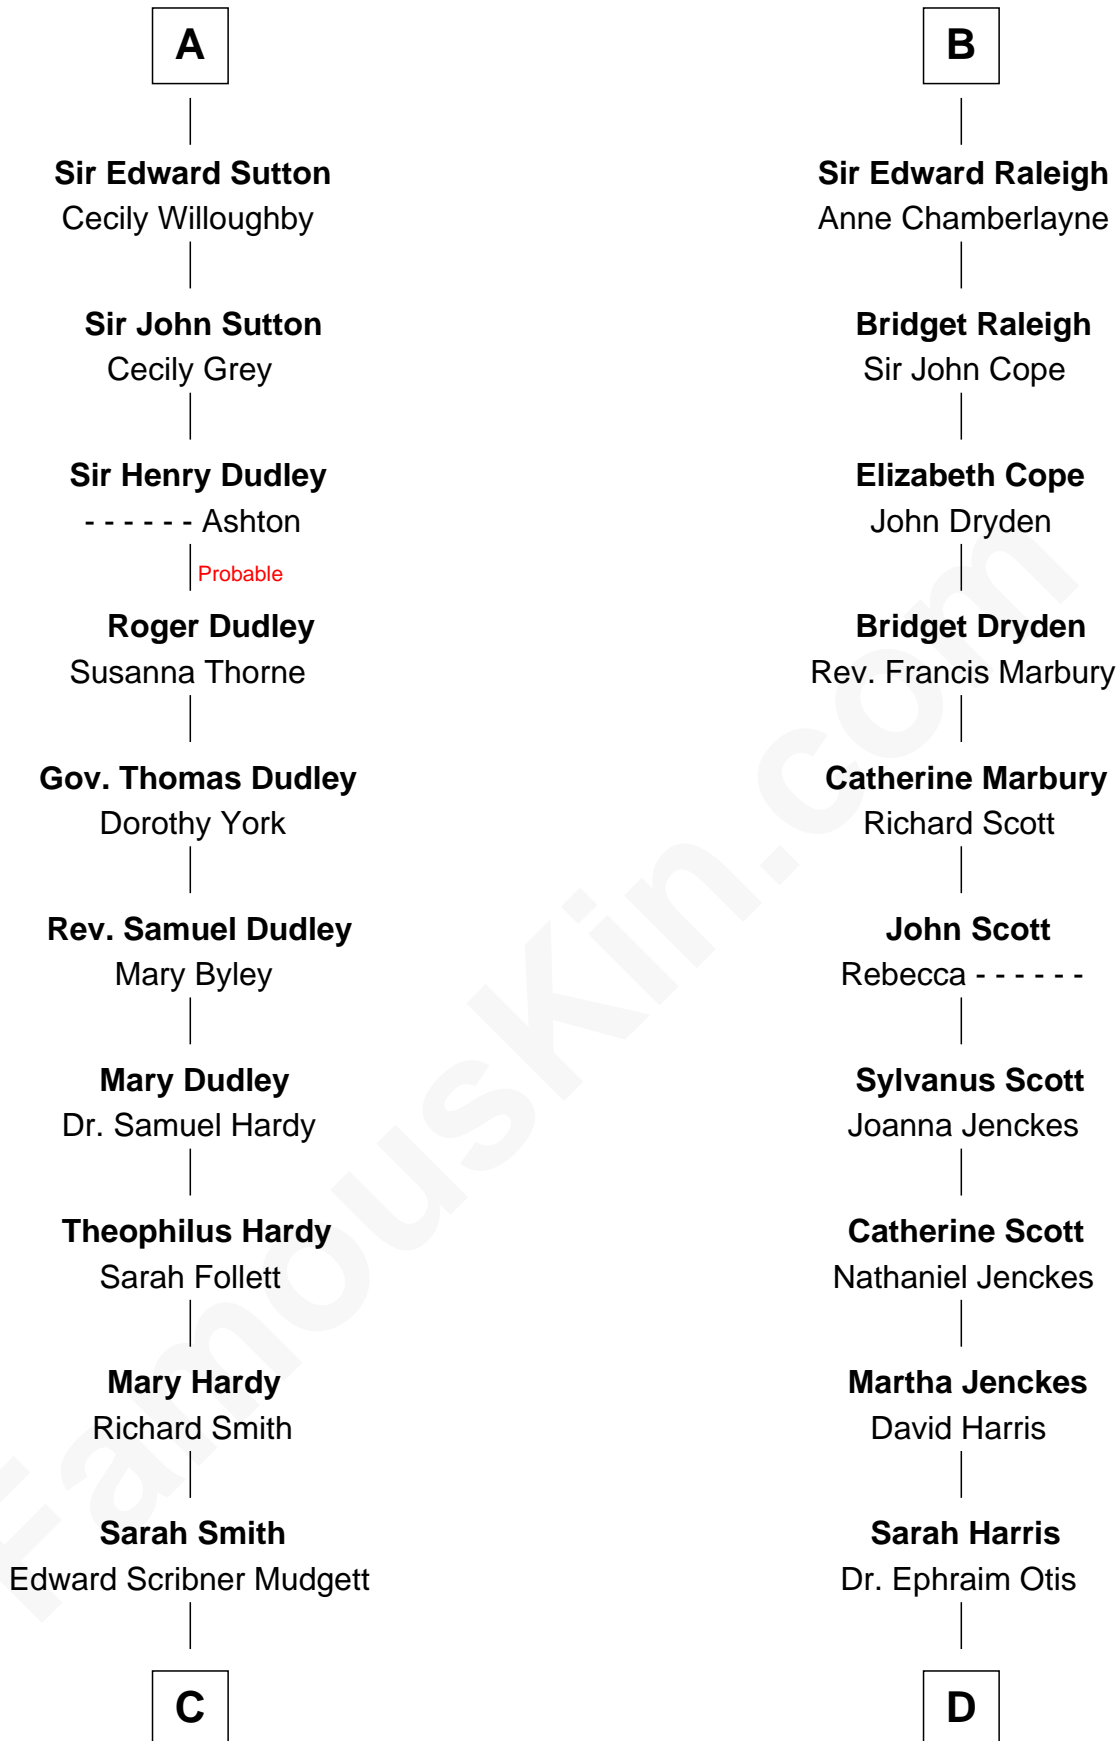 A
Sir Edward Sutton
Cecily Willoughby
Sir John Sutton
Cecily Grey
Sir Henry Dudley
- - - - - - Ashton
Probable
Roger Dudley
Susanna Thorne
Gov. Thomas Dudley
Dorothy York
Rev. Samuel Dudley
Mary Byley
Mary Dudley
Dr. Samuel Hardy
Theophilus Hardy
Sarah Follett
Mary Hardy
Richard Smith
Sarah Smith
Edward Scribner Mudgett
C
B
Sir Edward Raleigh
Anne Chamberlayne
Bridget Raleigh
Sir John Cope
Elizabeth Cope
John Dryden
Bridget Dryden
Rev. Francis Marbury
Catherine Marbury
Richard Scott
John Scott
Rebecca - - - - - -
Sylvanus Scott
Joanna Jenckes
Catherine Scott
Nathaniel Jenckes
Martha Jenckes
David Harris
Sarah Harris
Dr. Ephraim Otis
D
FamousKin.com